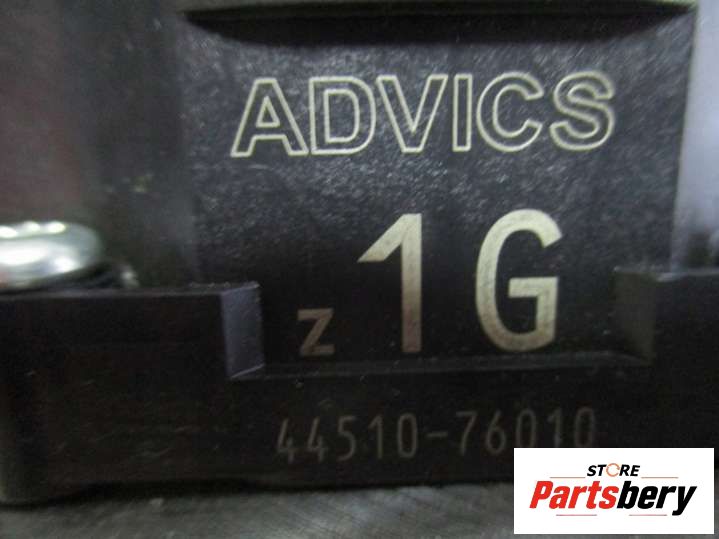 ADVICS
z 1G
44510-76010
STORE
Partsbery